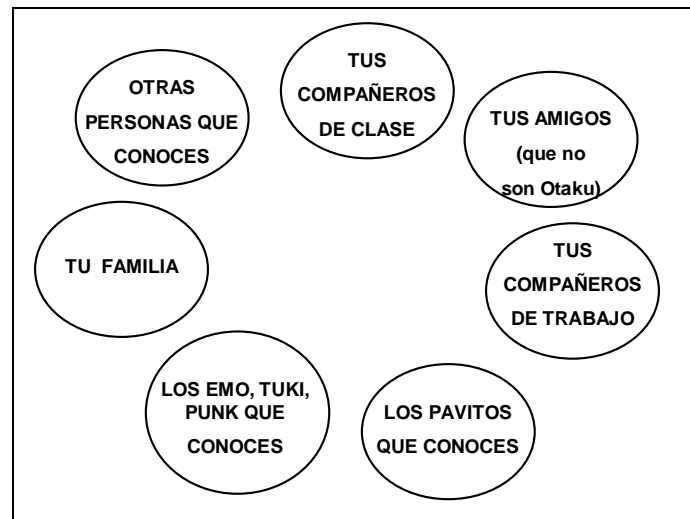 OTRAS
PERSONAS QUE
CONOCES
TUS
COMPAÑEROS
DE CLASE
TUS AMIGOS
(que no
son Otaku)
TU FAMILIA
TUS
COMPAÑEROS
DE TRABAJO
LOS EMO, TUKI,
PUNK QUE
CONOCES
LOS PAVITOS
QUE CONOCES